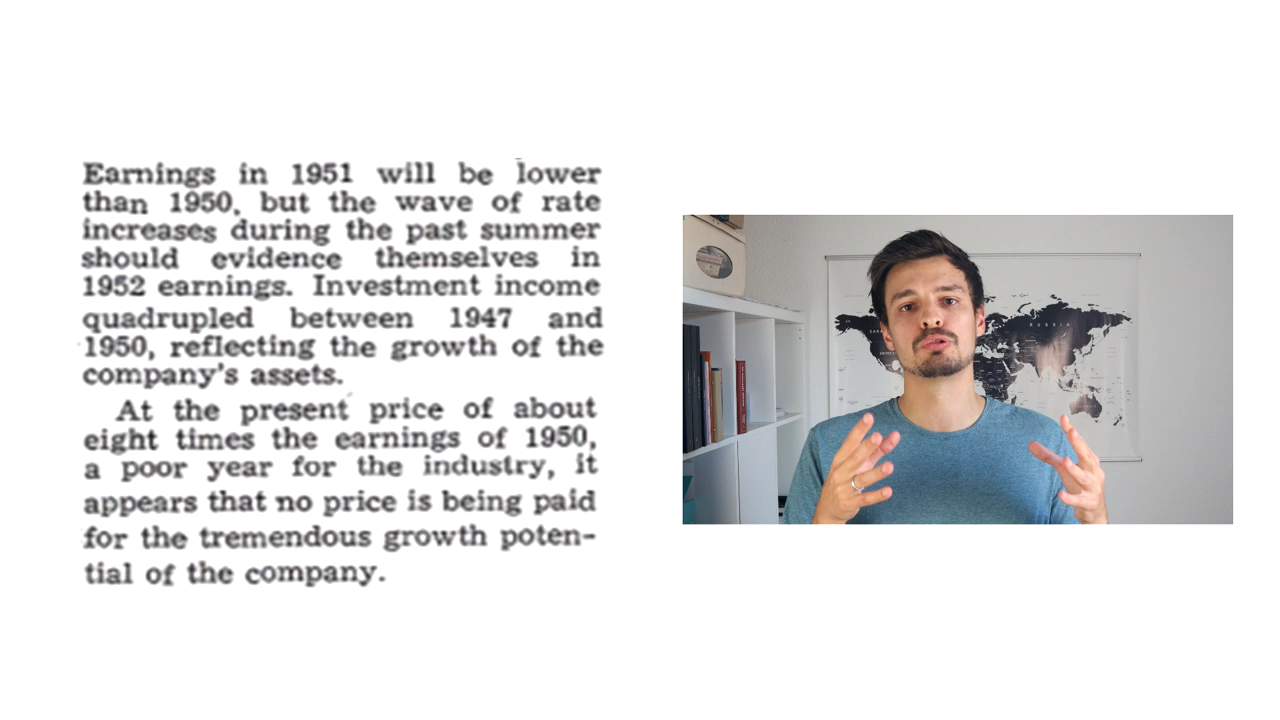 Earnings in 1951 will be lower
than 1950, but the wave of rate
increases during the past summer
should evidence themselves in
1952 earnings. Investment income
quadrupled between 1947 and
1950, reflecting the growth of the
company's assets.
At the present price of about
eight times the earnings of 1950,
a poor year for the industry, it
appears that no price is being paid
for the tremendous growth poten-
tial of the company.
RUSSIA